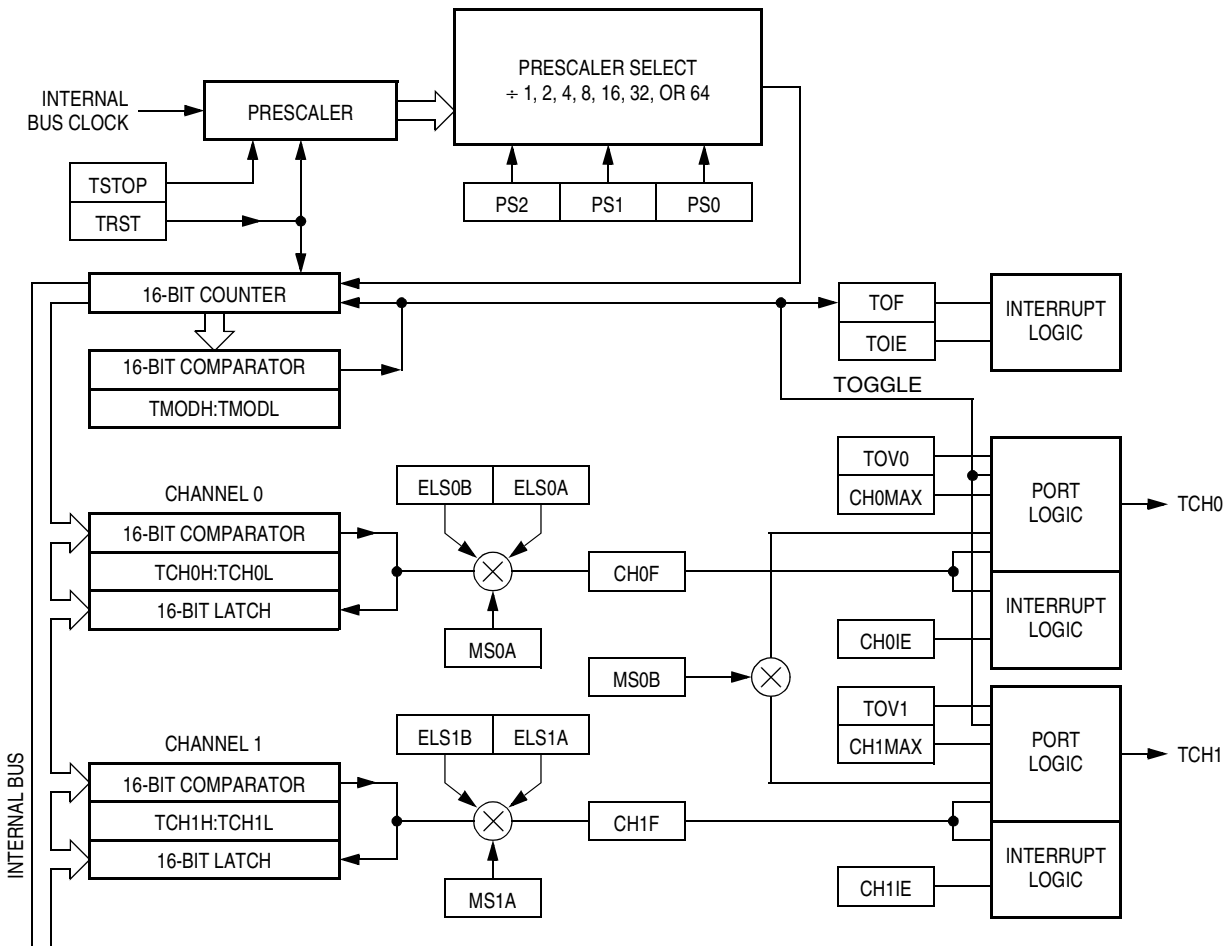 PRESCALER SELECT
÷ 1, 2, 4, 8, 16, 32, OR 64
INTERNAL
BUS CLOCK
PRESCALER
TSTOP
TRST
PS2 PS1 PS0
16-BIT COUNTER
16-BIT COMPARATOR
TMODH:TMODL
TOF
TOIE
INTERRUPT
LOGIC
TOGGLE
CHANNEL 0
16-BIT COMPARATOR
TCH0H:TCH0L
16-BIT LATCH
ELS0B ELS0A
MS0A
CH0F
TOV0
CH0MAX
PORT
LOGIC
TCH0
INTERRUPT
LOGIC
CH0IE
MS0B
CHANNEL 1
16-BIT COMPARATOR
TCH1H:TCH1L
16-BIT LATCH
ELS1B ELS1A
MS1A
CH1F
TOV1
CH1MAX
PORT
LOGIC
TCH1
INTERRUPT
LOGIC
CH1IE
INTERNAL BUS